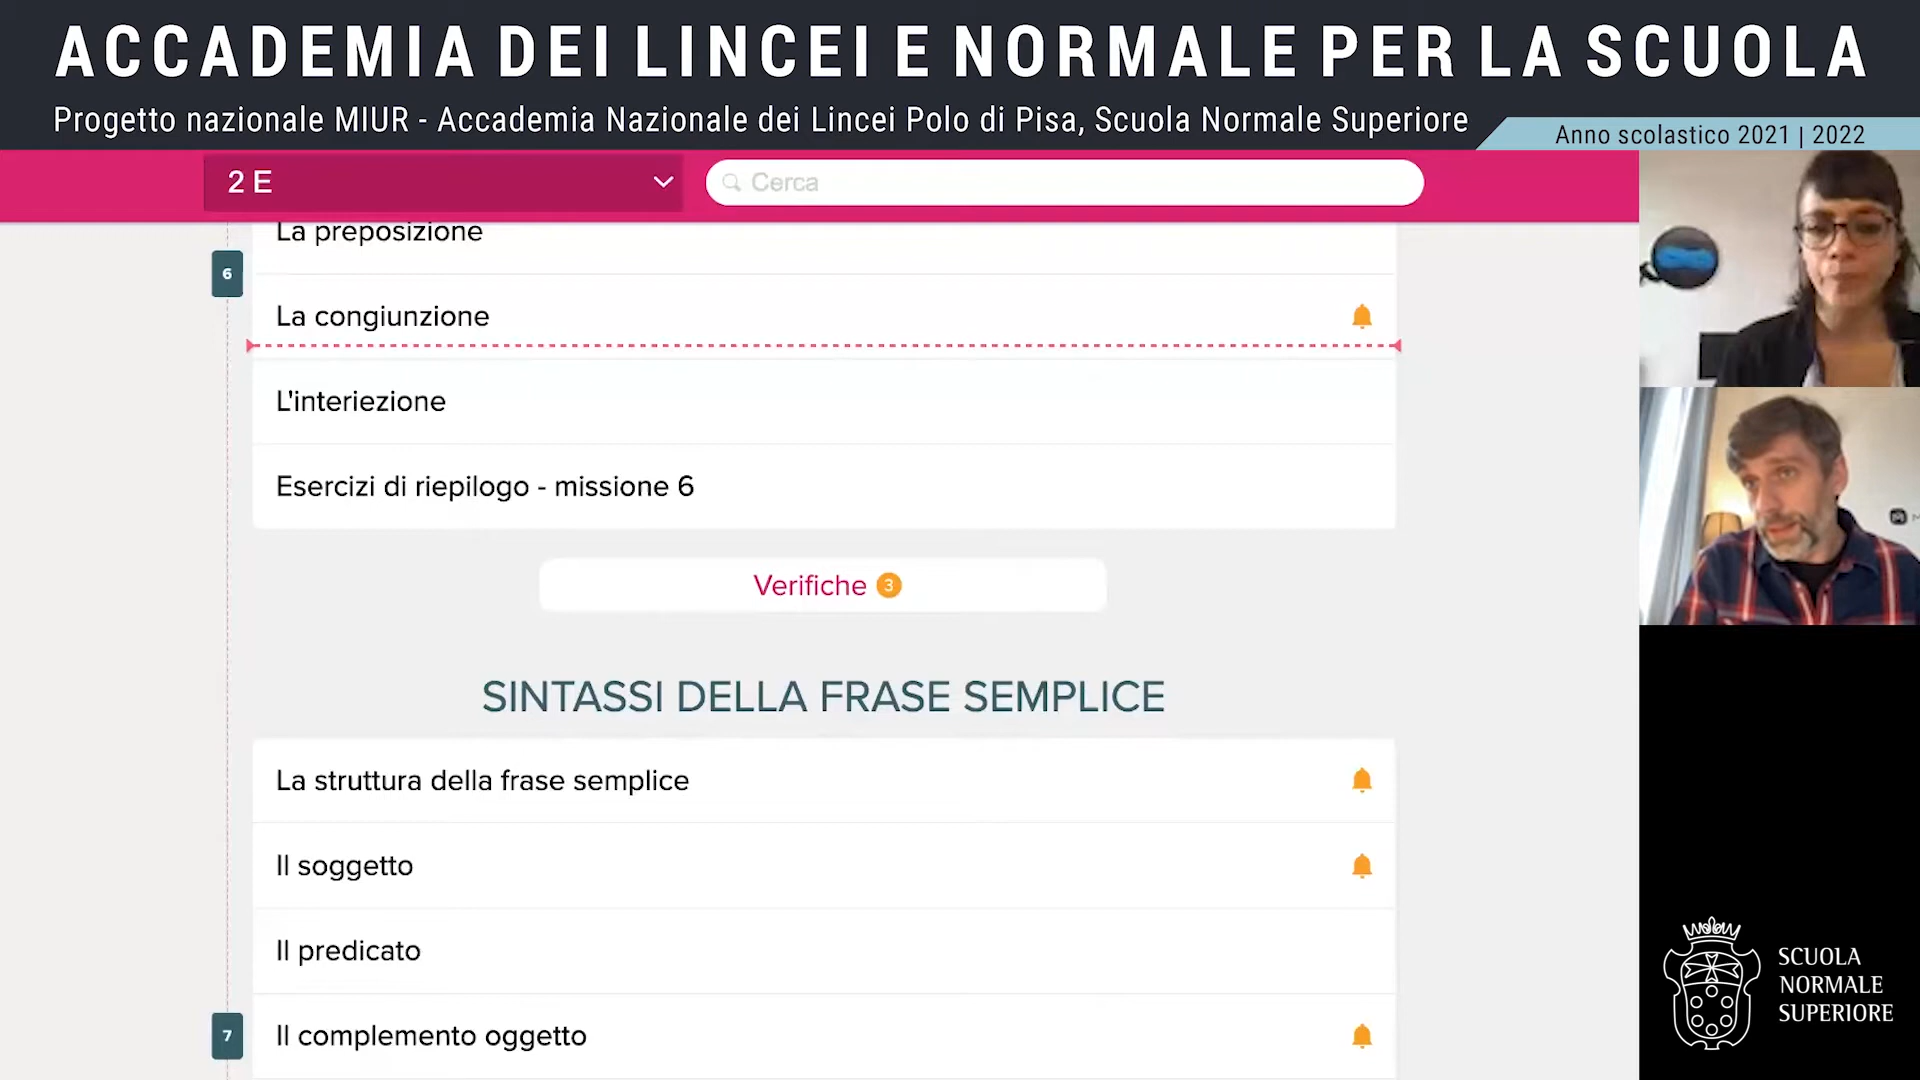 ACCADEMIA DEI LINCEI E NORMALE PER LA SCUOLA
Progetto nazionale MIUR - Accademia Nazionale dei Lincei Polo di Pisa, Scuola Normale Superiore
Anno scolastico 2021 | 2022
2 E
Cerca
La preposizione
6
La congiunzione
L'interiezione
Esercizi di riepilogo - missione 6
Verifiche 3
SINTASSI DELLA FRASE SEMPLICE
La struttura della frase semplice
Il soggetto
Il predicato
7
Il complemento oggetto
SCUOLA
NORMALE
SUPERIORE